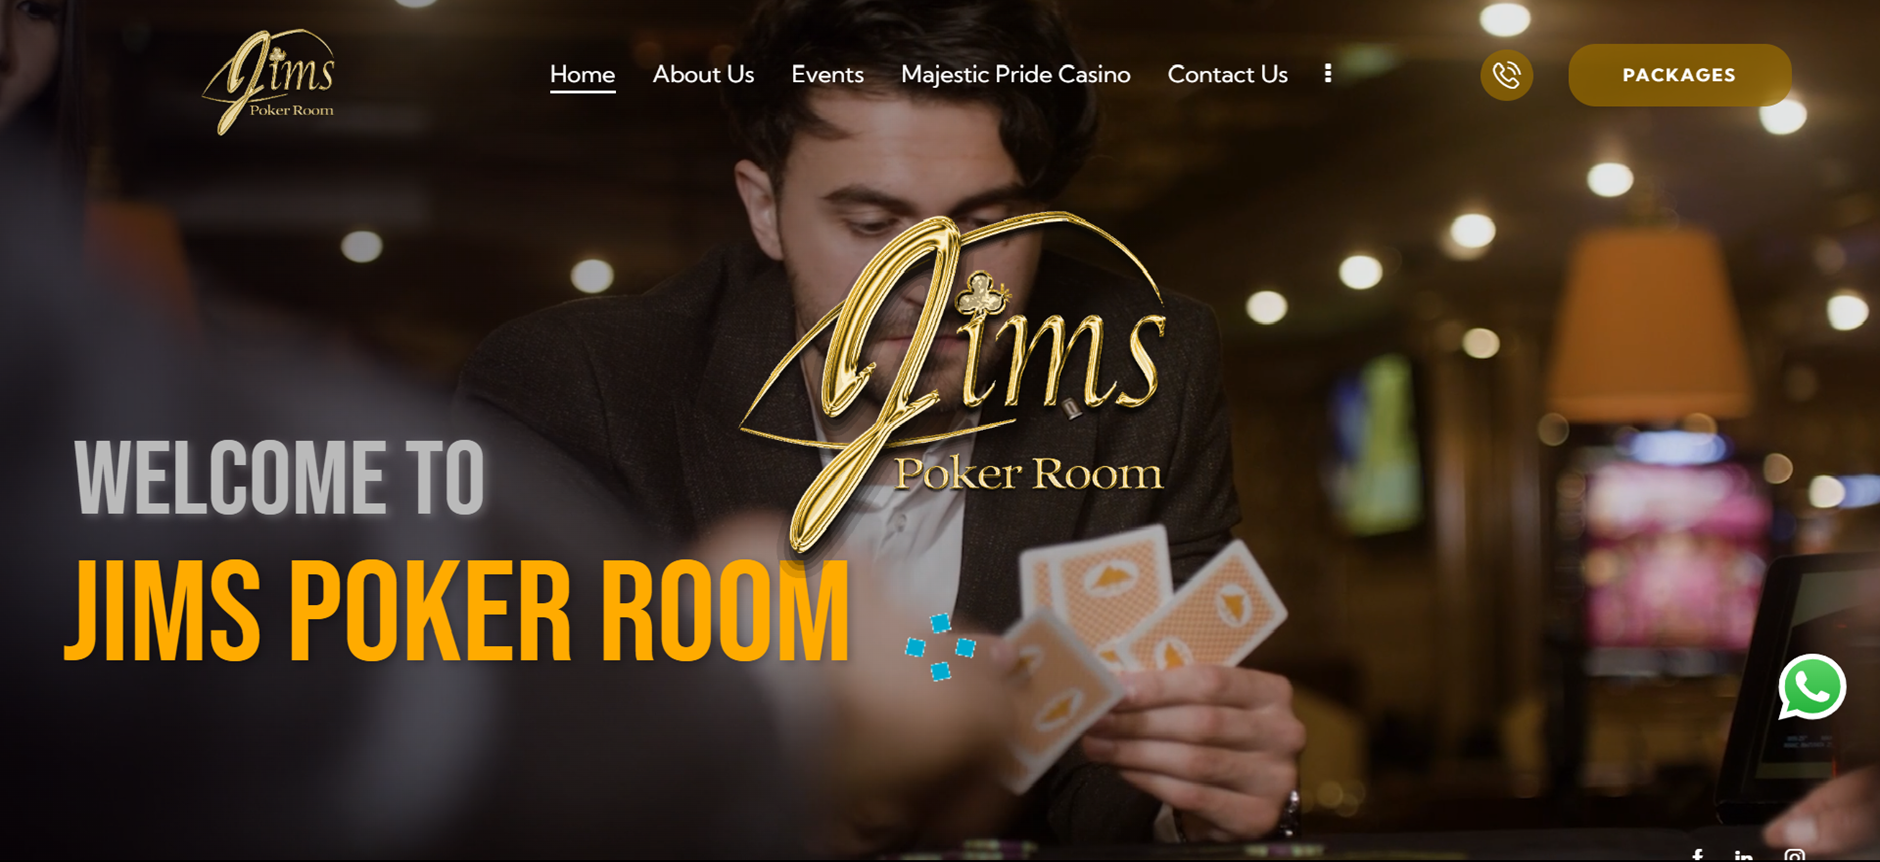 Jims
Poker Room
Home
About Us
Events
Majestic Pride Casino
Contact Us
PACKAGES
Jims
Poker Room
WELCOME TO
JIMS POKER ROOM